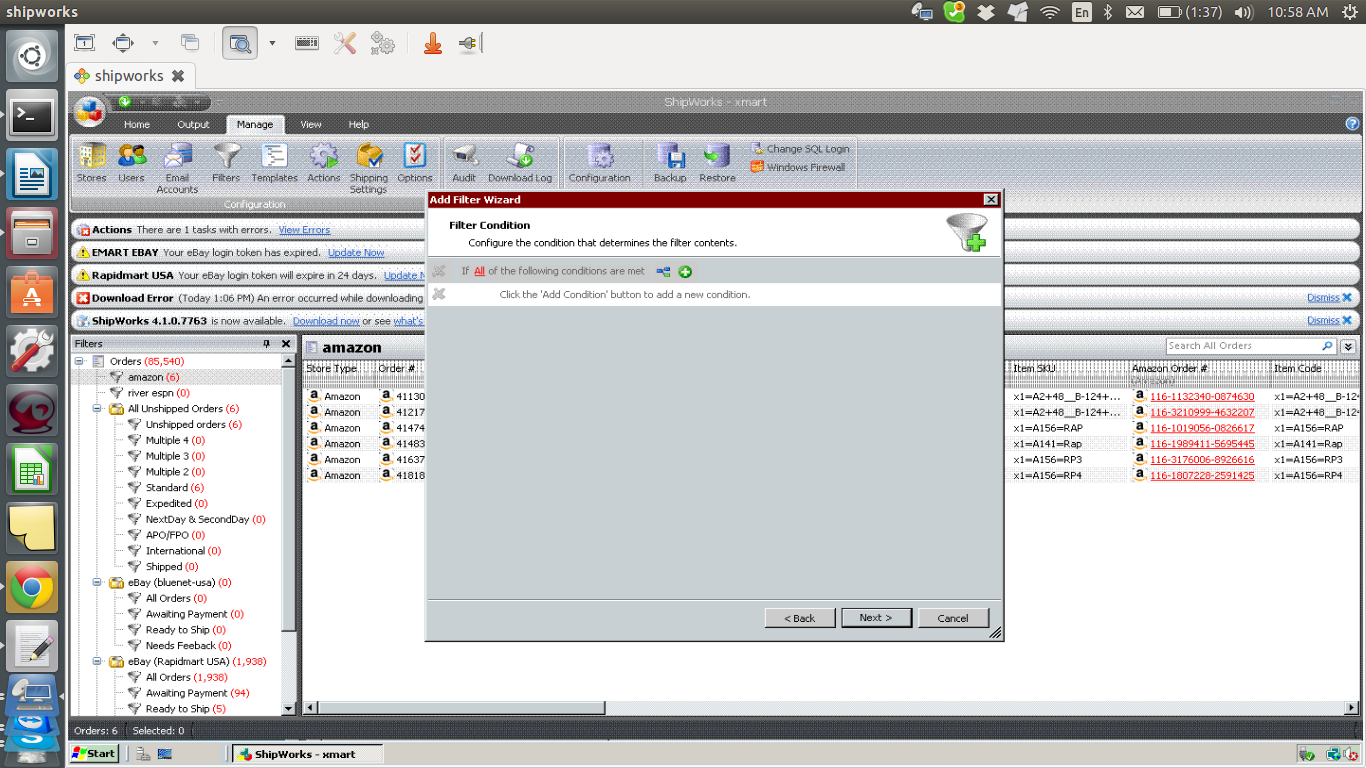 shipworks
En
(1:37)
10:58 AM
shipworks
ShipWorks - xmart
Home Output Manage View Help
Stores Users Email Accounts Filters Templates Actions Shipping Settings Options Audit Download Log Configuration Backup Restore
Change SQL Login
Windows Firewall
Configuration
Actions There are 1 tasks with errors. View Errors
EMART EBAY Your eBay login token has expired. Update Now
Rapidmart USA Your eBay login token will expire in 24 days. Update N
Download Error (Today 1:06 PM) An error occurred while downloading
Dismiss
ShipWorks 4.1.0.7763 is now available. Download now or see what's
Dismiss
Add Filter Wizard
Filter Condition
Configure the condition that determines the filter contents.
If All of the following conditions are met
Click the 'Add Condition' button to add a new condition.
< Back Next > Cancel
Filters
Orders (85,540)
amazon (6)
river espn (0)
All Unshipped Orders (6)
Unshipped orders (6)
Multiple 4 (0)
Multiple 3 (0)
Multiple 2 (0)
Standard (6)
Expedited (0)
NextDay & SecondDay (0)
APO/FPO (0)
International (0)
Shipped (0)
eBay (bluenet-usa) (0)
All Orders (0)
Awaiting Payment (0)
Ready to Ship (0)
Needs Feeback (0)
eBay (Rapidmart USA) (1,938)
All Orders (1,938)
Awaiting Payment (94)
Ready to Ship (5)
amazon
Search All Orders
Store Type Order # Item SKU Amazon Order # Item Code
(Amazon)
Amazon 41130 x1=A2+48__B-124+... 116-1132340-0874630 x1=A2+48__B-12
Amazon 41217 x1=A2+48__B-124+... 116-3210999-4632207 x1=A2+48__B-12
Amazon 41474 x1=A156=RAP 116-1019056-0826617 x1=A156=RAP
Amazon 41483 x1=A141=Rap 116-1989411-5695445 x1=A141=Rap
Amazon 41637 x1=A156=RP3 116-3176006-8926616 x1=A156=RP3
Amazon 41818 x1=A156=RP4 116-1807228-2591425 x1=A156=RP4
Orders: 6 Selected: 0
Start
ShipWorks - xmart